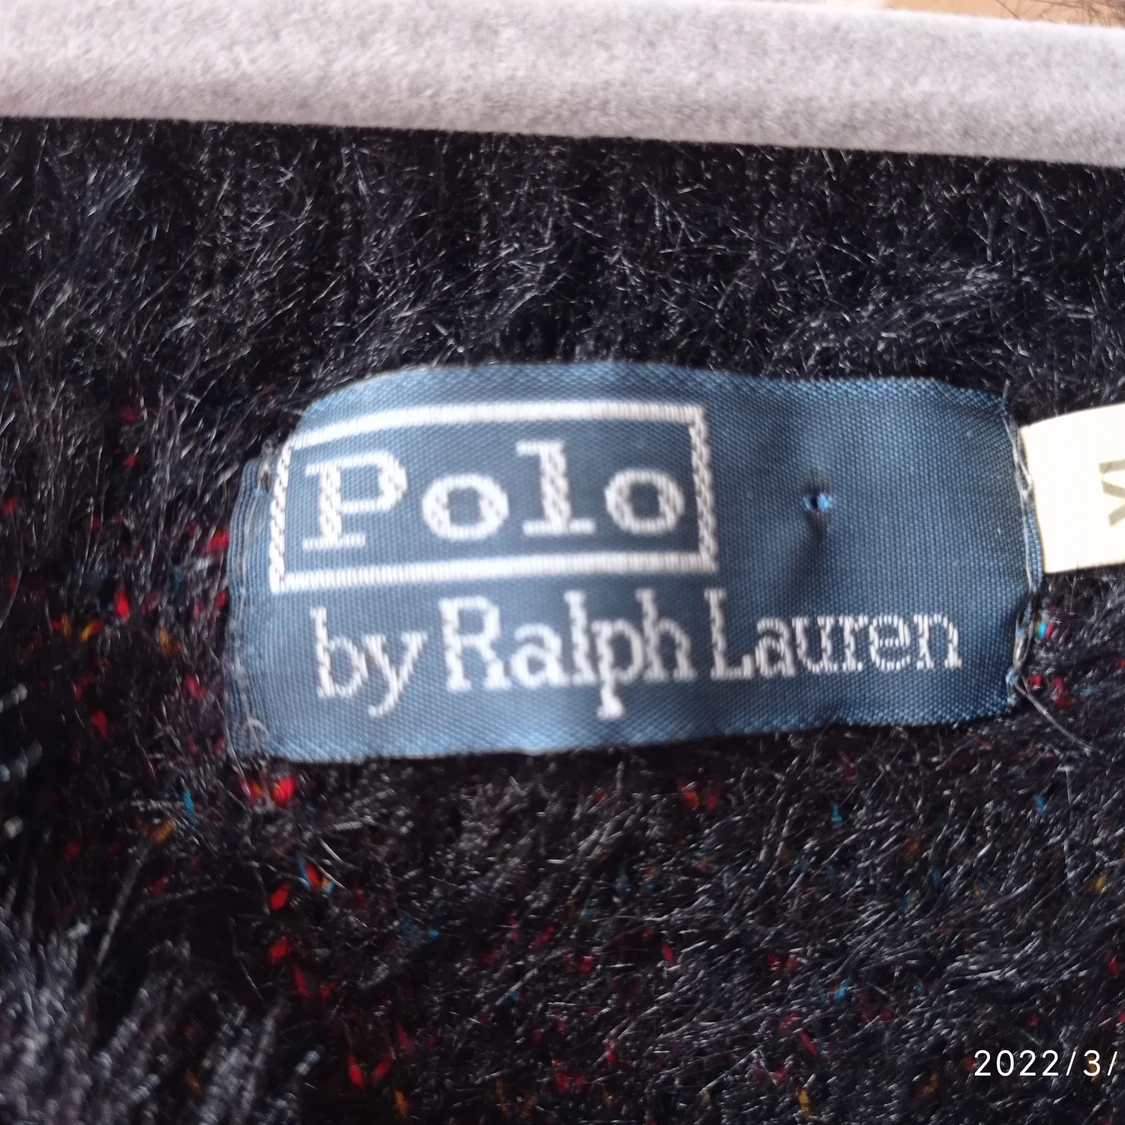 Polo
by Ralph Lauren
2022/3/